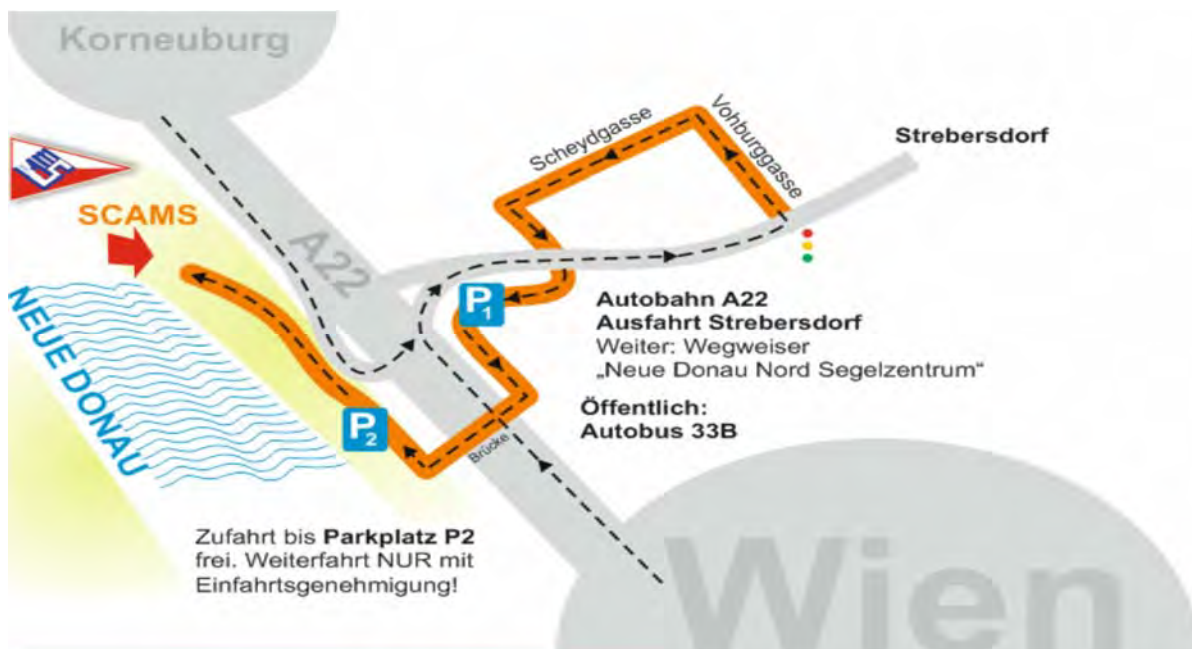 Korneuburg
Scheydgasse
Vohburggasse
Strebersdorf
SCAMS
A22
NEUE DONAU
P1
Autobahn A22
Ausfahrt Strebersdorf
Weiter: Wegweiser
„Neue Donau Nord Segelzentrum“
Öffentlich:
Autobus 33B
P2
Brücke
Zufahrt bis Parkplatz P2
frei. Weiterfahrt NUR mit
Einfahrtsgenehmigung!
Wien